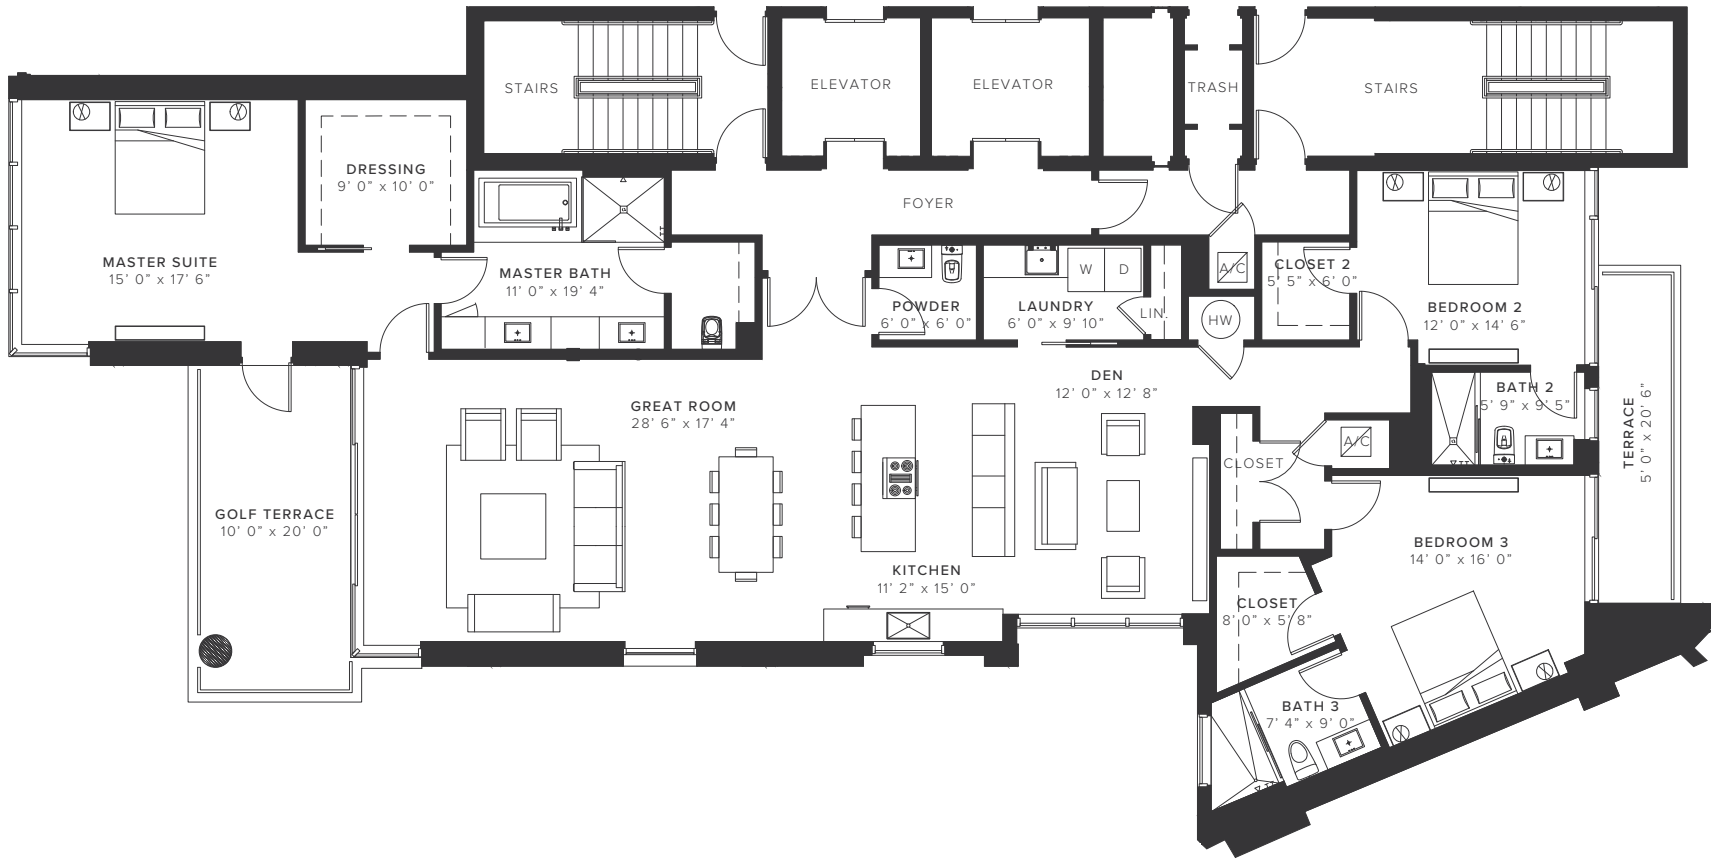 STAIRS
ELEVATOR
ELEVATOR
TRASH
STAIRS
DRESSING
9' 0" x 10' 0"
FOYER
MASTER SUITE
15' 0" x 17' 6"
MASTER BATH
11' 0" x 19' 4"
POWDER
6' 0" x 6' 0"
LAUNDRY
6' 0" x 9' 10"
W
D
LIN.
A/C
HW
CLOSET 2
5' 5" x 6' 0"
BEDROOM 2
12' 0" x 14' 6"
DEN
12' 0" x 12' 8"
GREAT ROOM
28' 6" x 17' 4"
BATH 2
5' 9" x 9' 5"
TERRACE
5' 0" x 20' 6"
A/C
CLOSET
GOLF TERRACE
10' 0" x 20' 0"
BEDROOM 3
14' 0" x 16' 0"
KITCHEN
11' 2" x 15' 0"
CLOSET
8' 0" x 5' 8"
BATH 3
7' 4" x 9' 0"